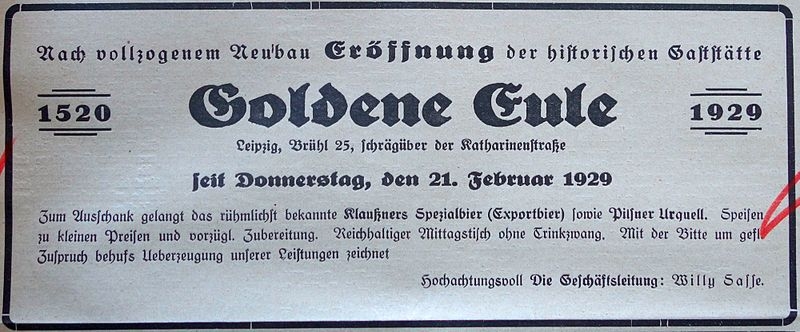 Nach vollzogenem Neubau Eröffnung der historischen Gaststätte
1520 Goldene Eule 1929
Leipzig, Brühl 25, schrägüber der Katharinenstraße
seit Donnerstag, den 21. Februar 1929
Zum Ausschank gelangt das rühmlichst bekannte Klaußners Spezialbier (Exportbier) sowie Pilsner Urquell. Speisen
zu kleinen Preisen und vorzügl. Zubereitung. Reichhaltiger Mittagstisch ohne Trinkzwang. Mit der Bitte um gefl.
Zuspruch behufs Ueberzeugung unserer Leistungen zeichnet
Hochachtungsvoll Die Geschäftsleitung: Willy Sasse.